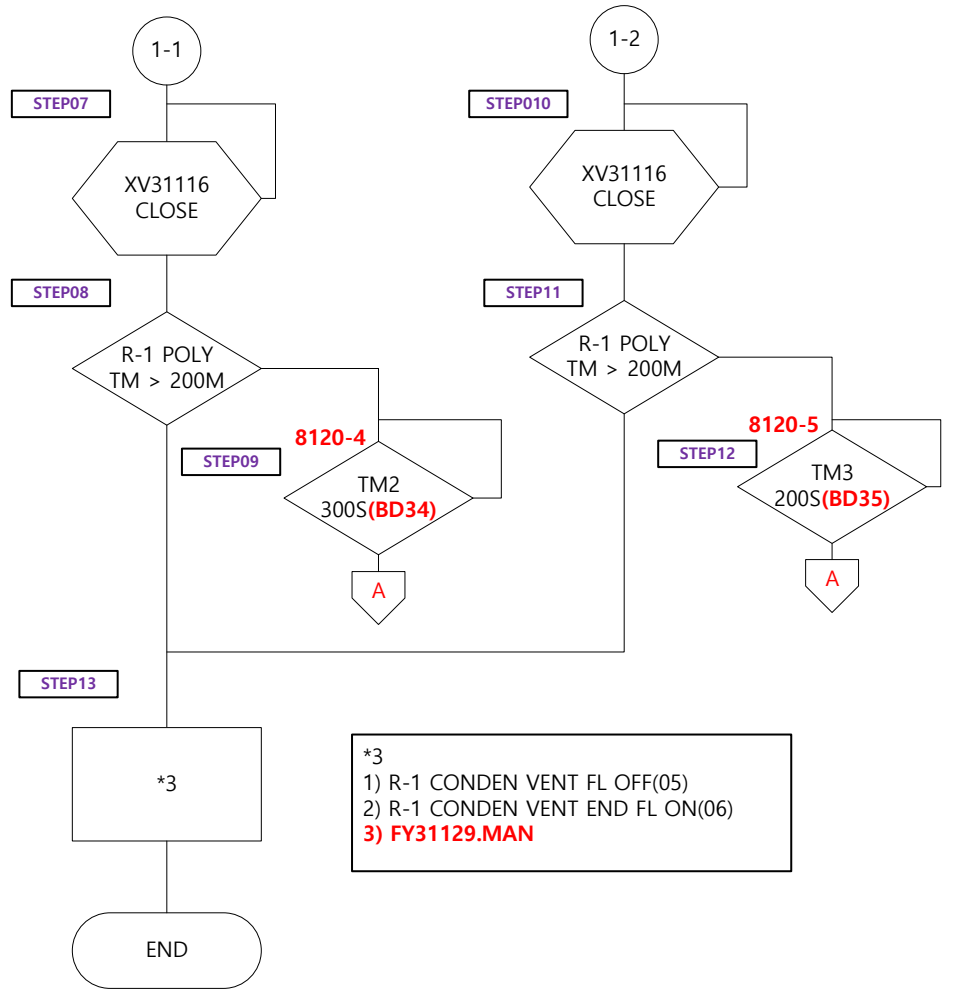 1-1
1-2
STEP07
STEP010
XV31116
CLOSE
XV31116
CLOSE
STEP08
STEP11
R-1 POLY
TM > 200M
R-1 POLY
TM > 200M
8120-4
8120-5
STEP09
STEP12
TM2
300S(BD34)
TM3
200S(BD35)
A
A
STEP13
*3
*3
1) R-1 CONDEN VENT FL OFF(05)
2) R-1 CONDEN VENT END FL ON(06)
3) FY31129.MAN
END